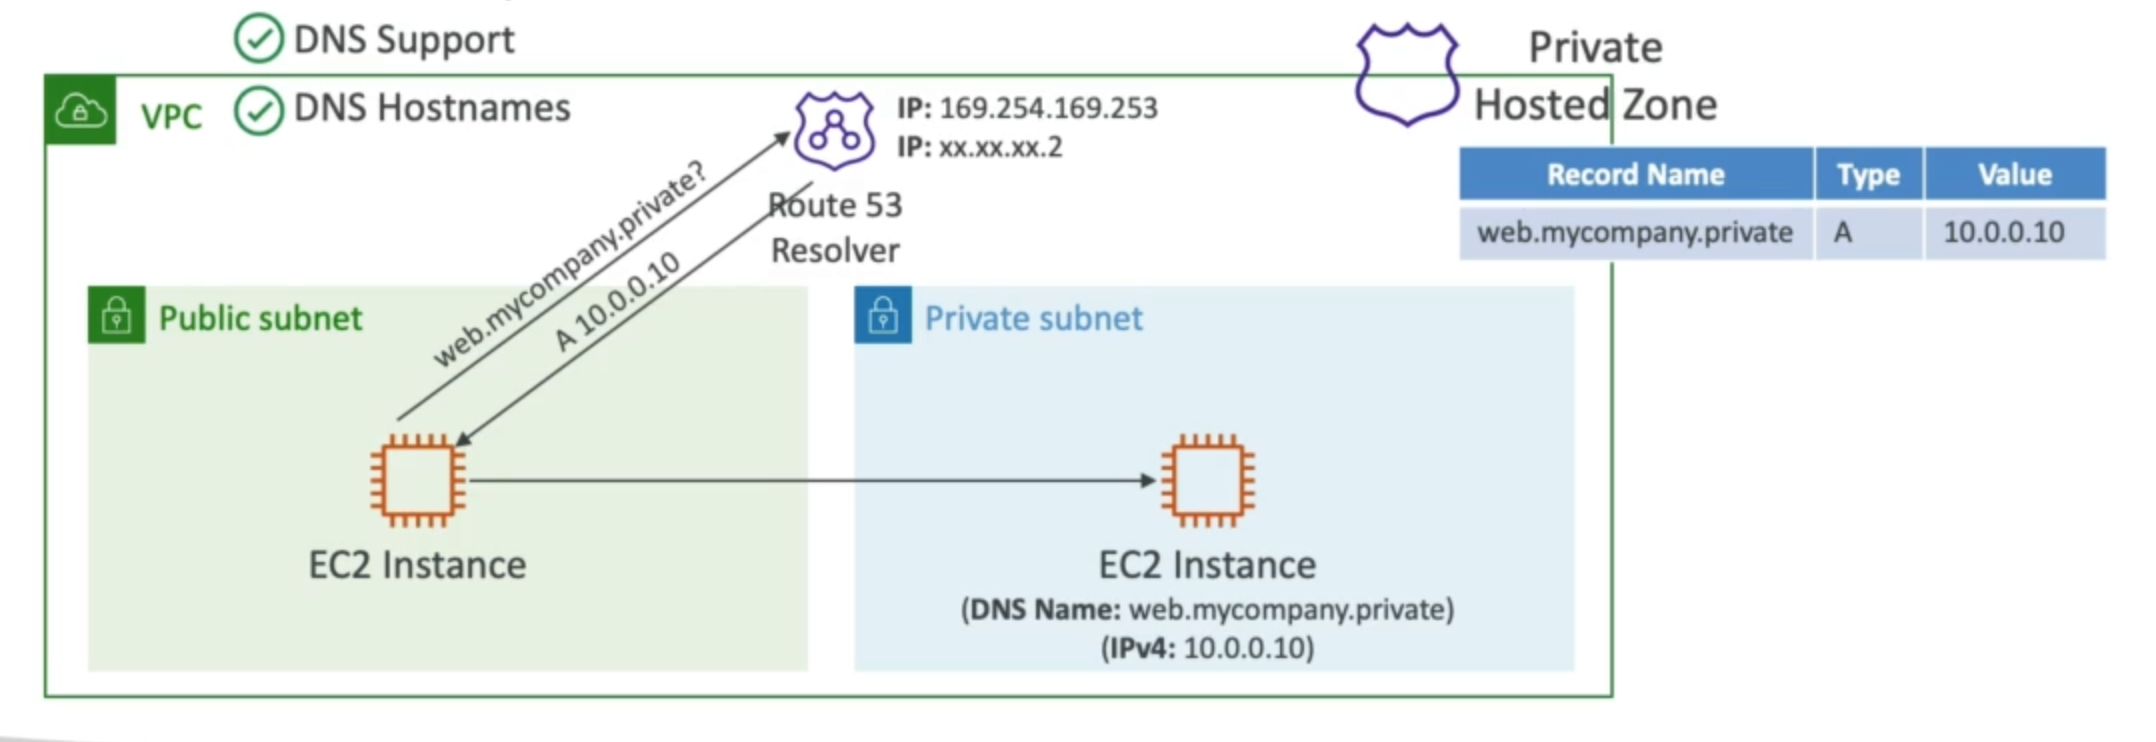 DNS Support
VPC
DNS Hostnames
IP: 169.254.169.253
IP: xx.xx.xx.2
Route 53
Resolver
Private
Hosted Zone
Record Name Type Value
web.mycompany.private A 10.0.0.10
web.mycompany.private?
A 10.0.0.10
Public subnet
Private subnet
EC2 Instance
EC2 Instance
(DNS Name: web.mycompany.private)
(IPv4: 10.0.0.10)